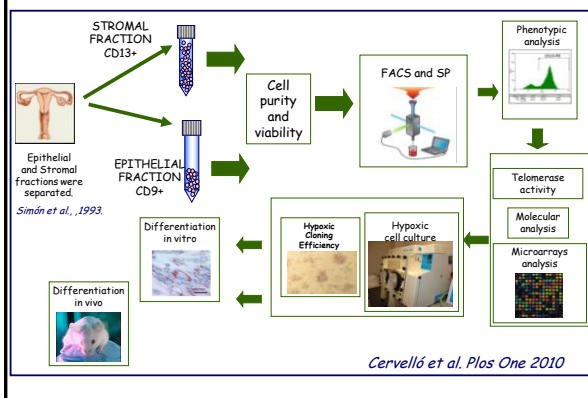 STROMAL
FRACTION
CD13+
Epithelial
and Stromal
fractions were
separated.
Simón et al., ,1993.
EPITHELIAL
FRACTION
CD9+
Cell
purity
and
viability
FACS and SP
Phenotypic
analysis
Telomerase
activity
Molecular
analysis
Microarrays
analysis
Hypoxic
cell culture
Hypoxic
Cloning
Efficiency
Differentiation
in vitro
Differentiation
in vivo
Cervelló et al. Plos One 2010